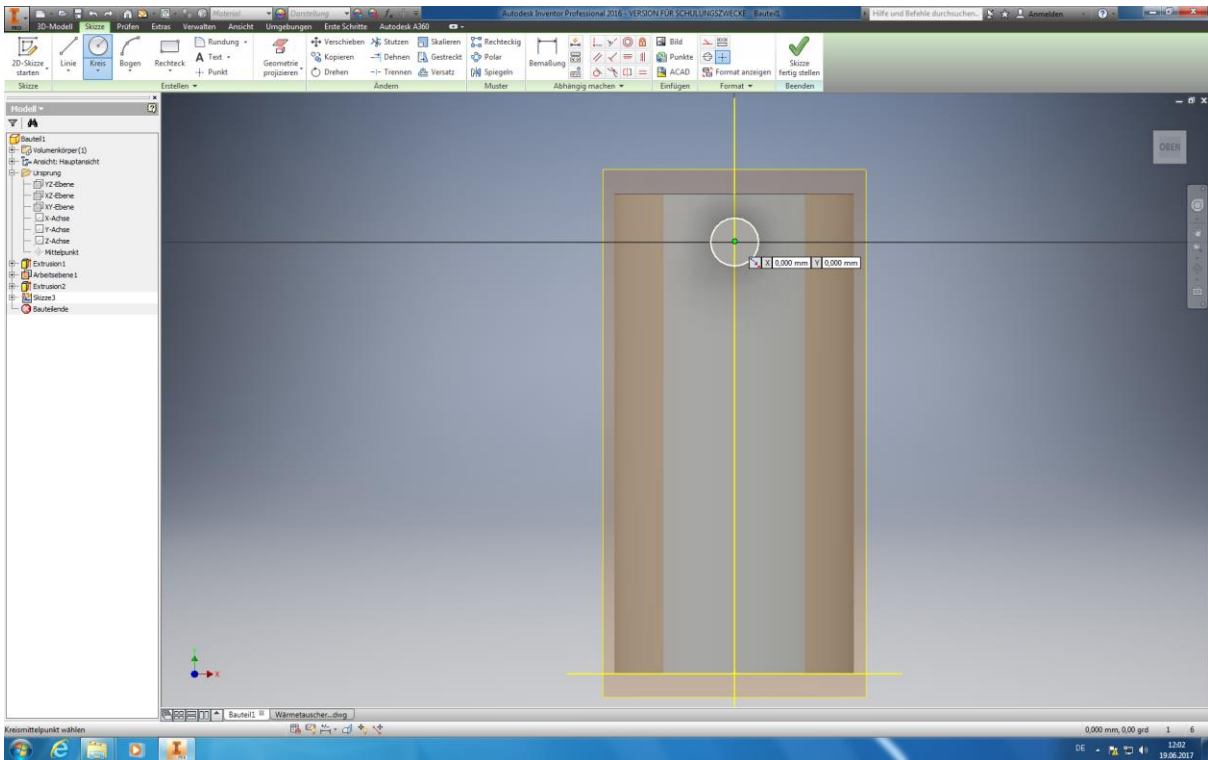 Material
Darstellung
Autodesk Inventor Professional 2016 - VERSION FÜR SCHULUNGSZWECKE Bauteil1
Hilfe und Befehle durchsuchen...
Anmelden
3D-Modell Skizze Prüfen Extras Verwalten Ansicht Umgebungen Erste Schritte Autodesk A360
Rundung Verschieben Stutzen Skalieren Rechteckig Bild
2D-Skizze starten Linie Kreis Bogen Rechteck Text Geometrie projizieren Kopieren Dehnen Gestreckt Polar Bemaßung Punkte Skizze fertig stellen
Punkt Drehen Trennen Versatz Spiegeln ACAD Format anzeigen
Skizze Erstellen Ändern Muster Abhängig machen Einfügen Format Beenden
Modell
Bauteil1
Volumenkörper(1)
Ansicht: Hauptansicht
Ursprung
YZ-Ebene
XZ-Ebene
XY-Ebene
X-Achse
Y-Achse
Z-Achse
Mittelpunkt
Extrusion1
Arbeitsebene1
Extrusion2
Skizze3
Bauteilende
OBEN
X 0,000 mm Y 0,000 mm
Y
X
Bauteil1 Wärmetauscher...dwg
Kreismittelpunkt wählen
0,000 mm, 0,00 grd 1 6
DE
12:02
19.06.2017